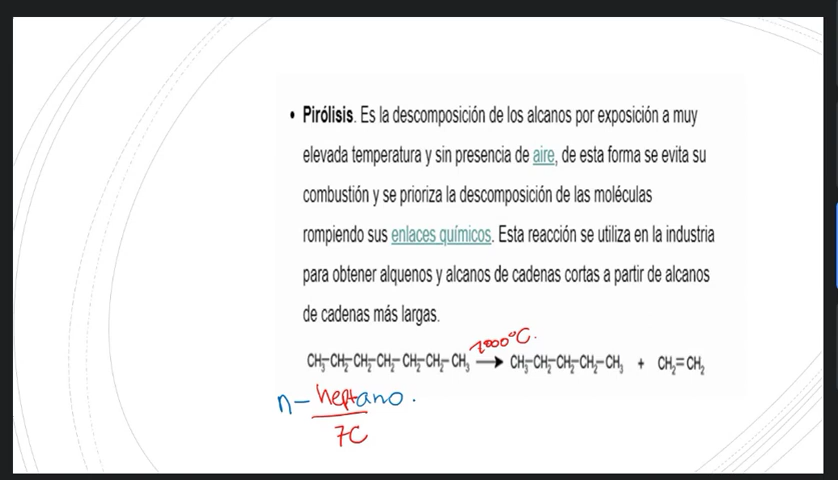 • Pirólisis. Es la descomposición de los alcanos por exposición a muy
elevada temperatura y sin presencia de aire, de esta forma se evita su
combustión y se prioriza la descomposición de las moléculas
rompiendo sus enlaces químicos. Esta reacción se utiliza en la industria
para obtener alquenos y alcanos de cadenas cortas a partir de alcanos
de cadenas más largas.
1000°C.
CH₃-CH₂-CH₂-CH₂-CH₂-CH₂-CH₃ → CH₃-CH₂-CH₂-CH₂-CH₃ + CH₂=CH₂
n-heptano.
7C